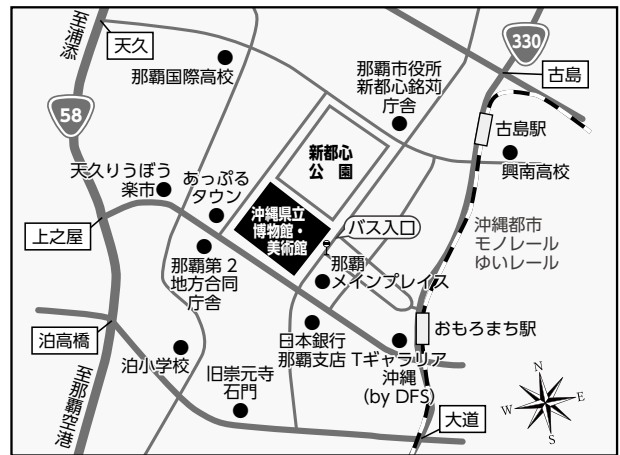 至浦添
天久
330
那覇国際高校
那覇市役所
新都心銘苅
庁舎
古島
58
古島駅
新都心
公園
興南高校
天久りうぼう
楽市
あっぷる
タウン
沖縄県立
博物館・
美術館
バス入口
沖縄都市
モノレール
ゆいレール
上之屋
那覇第2
地方合同
庁舎
那覇
メインプレイス
おもろまち駅
泊高橋
日本銀行
那覇支店
Tギャラリア
沖縄
(by DFS)
泊小学校
旧崇元寺
石門
至那覇空港
大道
N
W
E
S